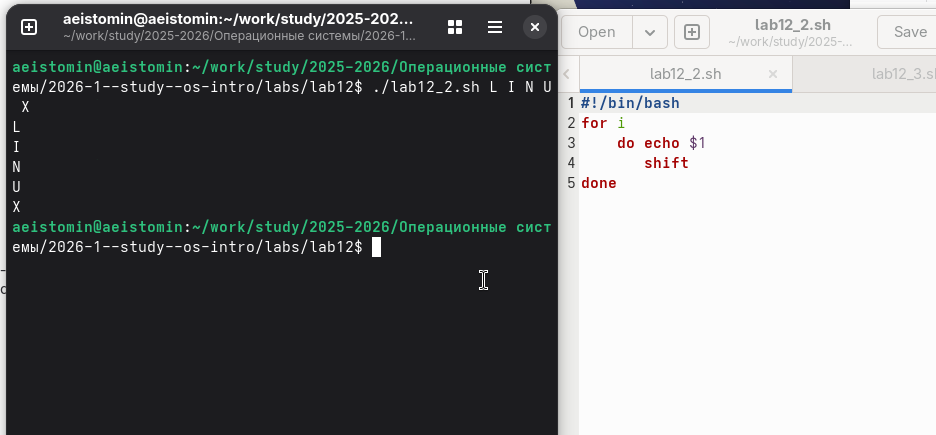 aeistomin@aeistomin:~/work/study/2025-202...
~/work/study/2025-2026/Операционные системы/2026-1...
aeistomin@aeistomin:~/work/study/2025-2026/Операционные сист
емы/2026-1--study--os-intro/labs/lab12$ ./lab12_2.sh L I N U
X
L
I
N
U
X
aeistomin@aeistomin:~/work/study/2025-2026/Операционные сист
емы/2026-1--study--os-intro/labs/lab12$
Open
lab12_2.sh
~/work/study/2025-...
Save
lab12_2.sh
lab12_3.sh
1 #!/bin/bash
2 for i
3 do echo $1
4 shift
5 done